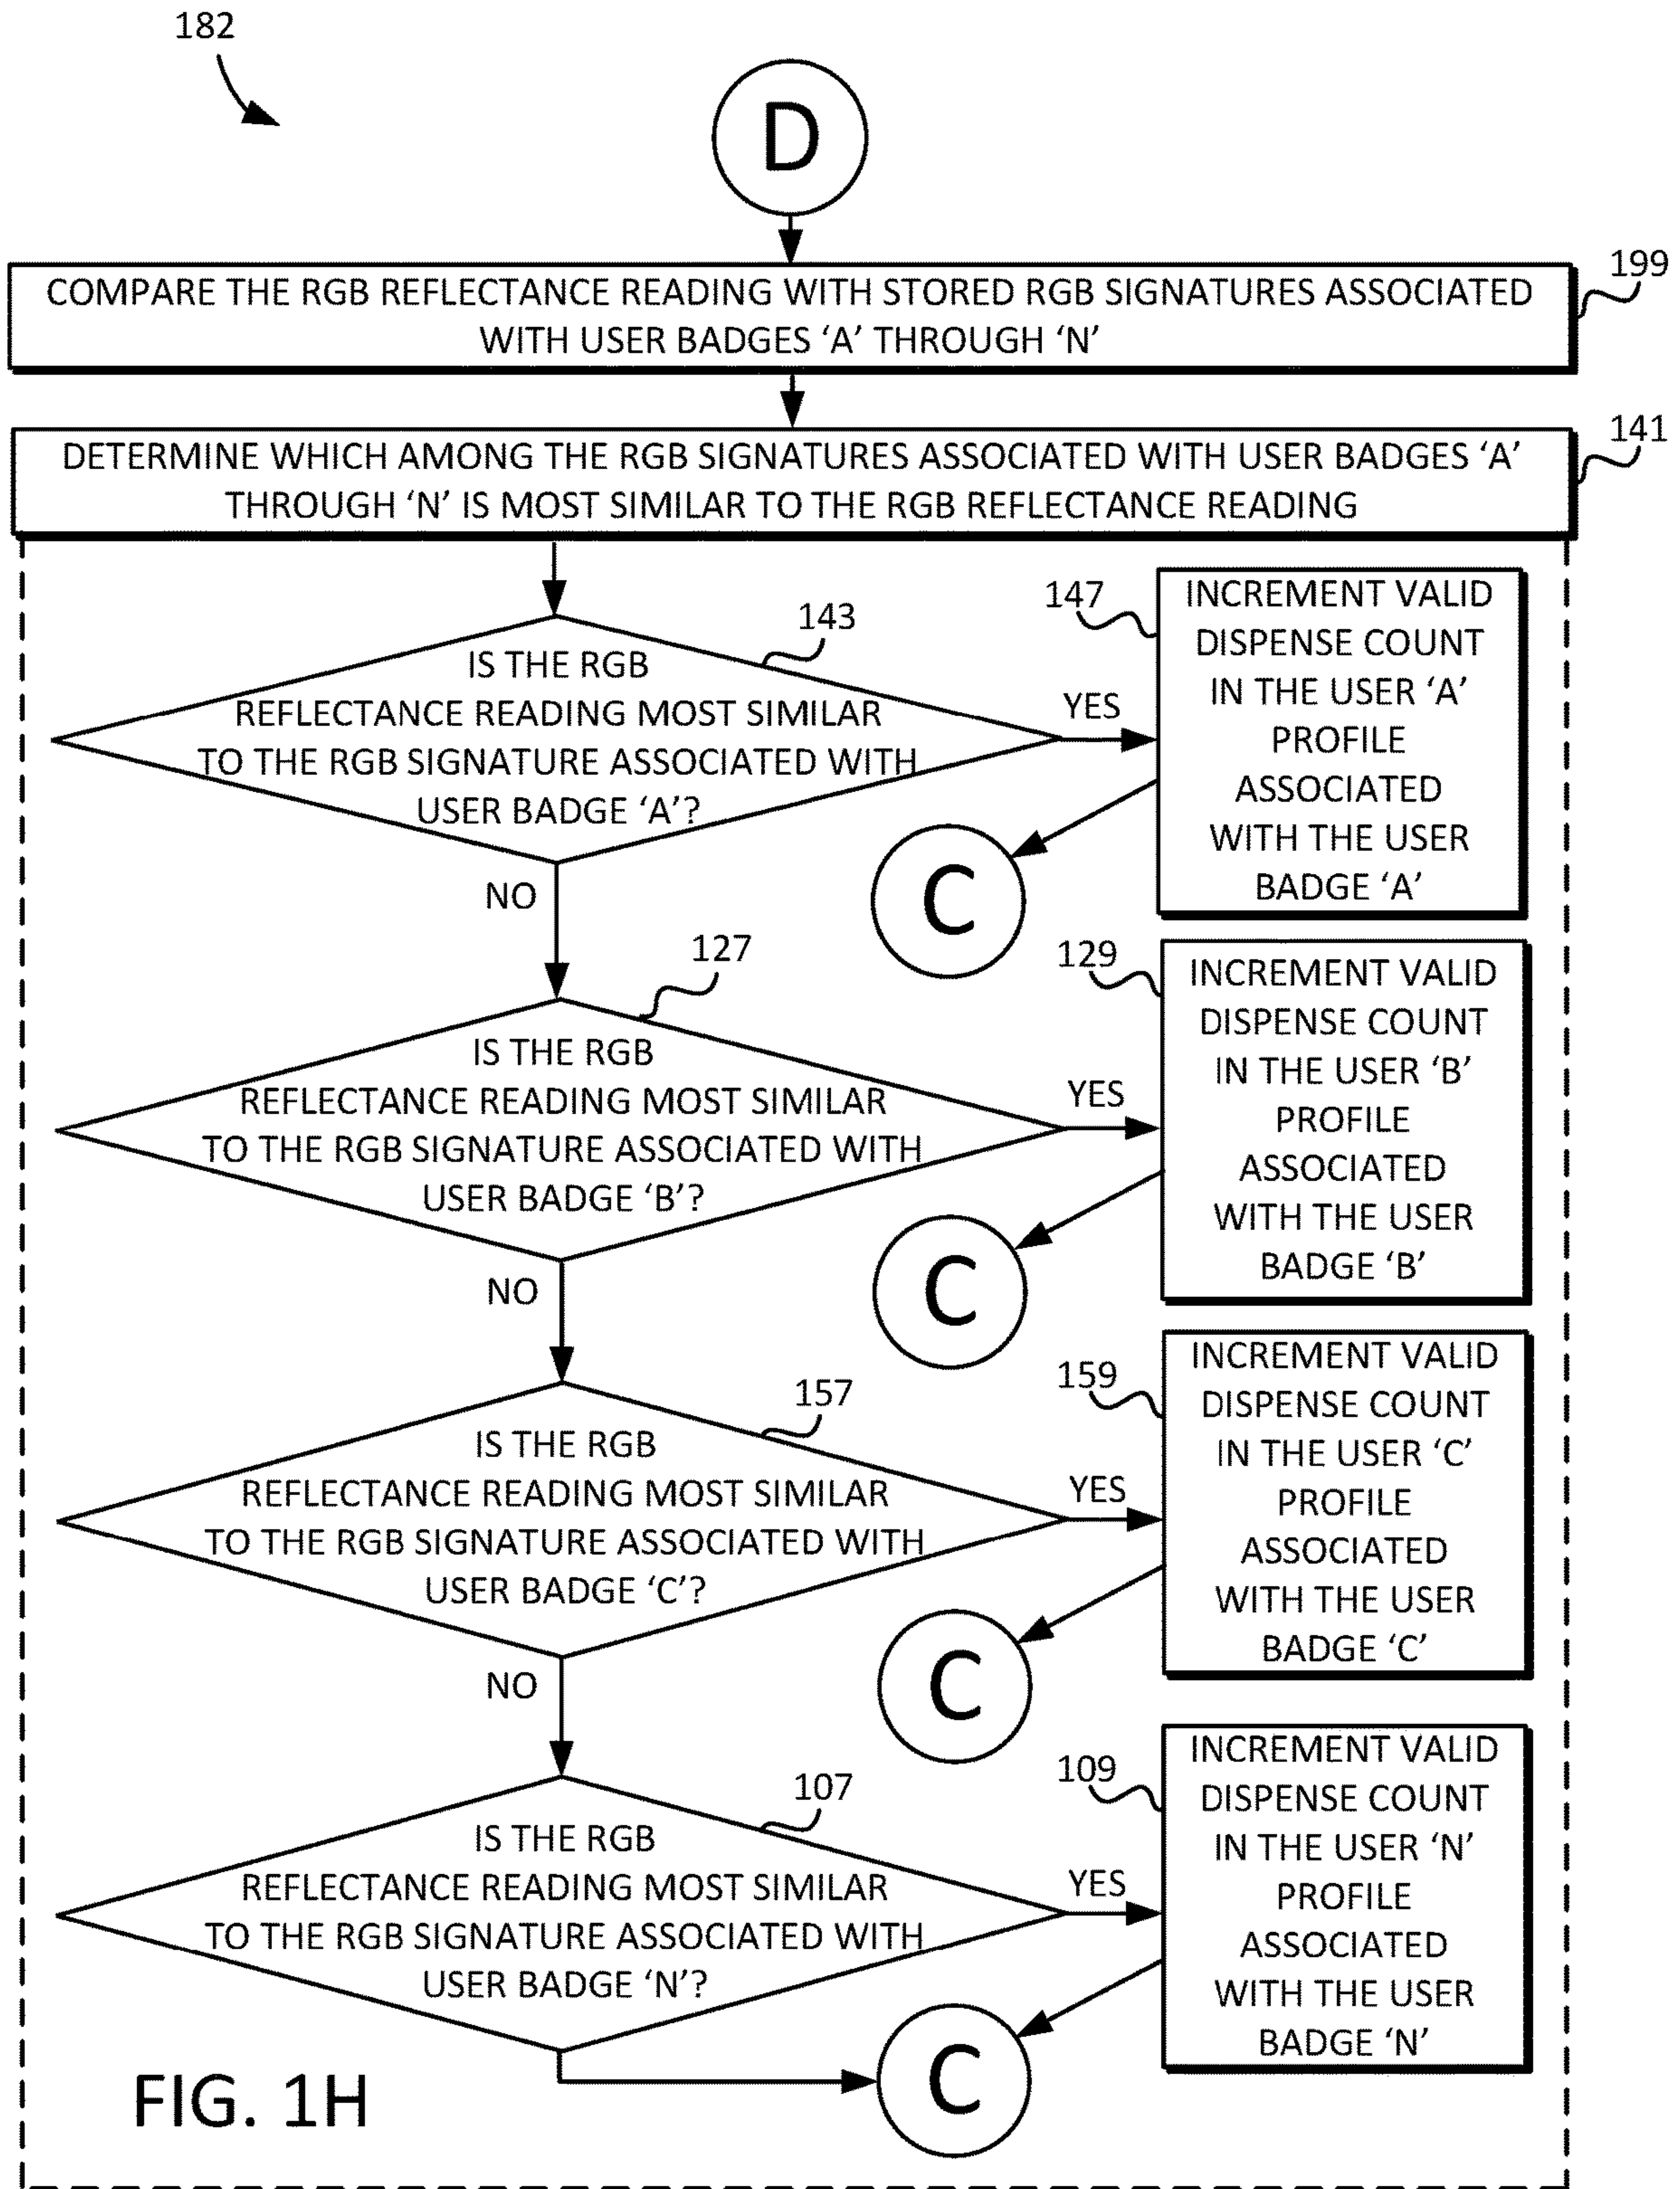 182
D
COMPARE THE RGB REFLECTANCE READING WITH STORED RGB SIGNATURES ASSOCIATED
WITH USER BADGES ‘A’ THROUGH ‘N’
199
DETERMINE WHICH AMONG THE RGB SIGNATURES ASSOCIATED WITH USER BADGES ‘A’
THROUGH ‘N’ IS MOST SIMILAR TO THE RGB REFLECTANCE READING
141
143
IS THE RGB
REFLECTANCE READING MOST SIMILAR
TO THE RGB SIGNATURE ASSOCIATED WITH
USER BADGE ‘A’?
YES
147
INCREMENT VALID
DISPENSE COUNT
IN THE USER ‘A’
PROFILE
ASSOCIATED
WITH THE USER
BADGE ‘A’
C
NO
127
IS THE RGB
REFLECTANCE READING MOST SIMILAR
TO THE RGB SIGNATURE ASSOCIATED WITH
USER BADGE ‘B’?
YES
129
INCREMENT VALID
DISPENSE COUNT
IN THE USER ‘B’
PROFILE
ASSOCIATED
WITH THE USER
BADGE ‘B’
C
NO
157
IS THE RGB
REFLECTANCE READING MOST SIMILAR
TO THE RGB SIGNATURE ASSOCIATED WITH
USER BADGE ‘C’?
YES
159
INCREMENT VALID
DISPENSE COUNT
IN THE USER ‘C’
PROFILE
ASSOCIATED
WITH THE USER
BADGE ‘C’
C
NO
107
IS THE RGB
REFLECTANCE READING MOST SIMILAR
TO THE RGB SIGNATURE ASSOCIATED WITH
USER BADGE ‘N’?
YES
109
INCREMENT VALID
DISPENSE COUNT
IN THE USER ‘N’
PROFILE
ASSOCIATED
WITH THE USER
BADGE ‘N’
C
FIG. 1H